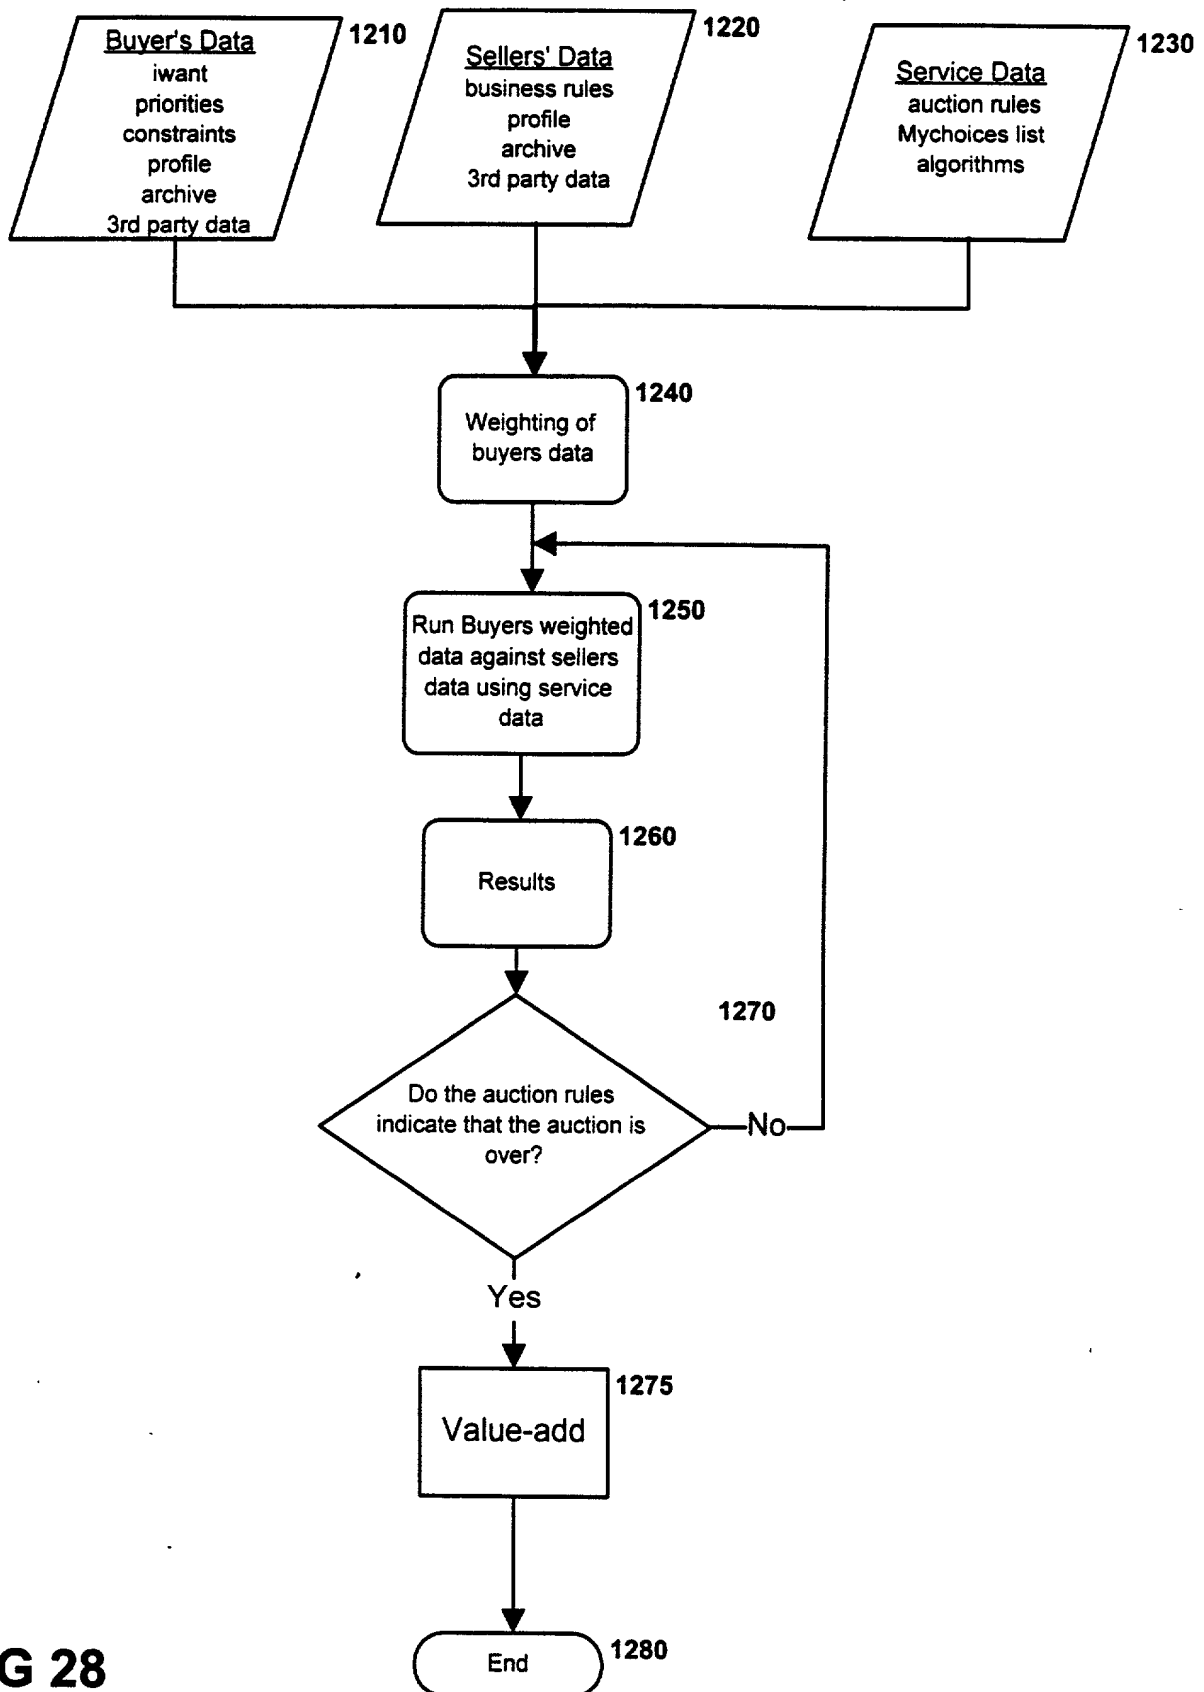 Buyer's Data
iwant
priorities
constraints
profile
archive
3rd party data
1210
Sellers' Data
business rules
profile
archive
3rd party data
1220
Service Data
auction rules
Mychoices list
algorithms
1230
Weighting of
buyers data
1240
Run Buyers weighted
data against sellers
data using service
data
1250
Results
1260
Do the auction rules
indicate that the auction is
over?
1270
No
Yes
Value-add
1275
End
1280
G 28